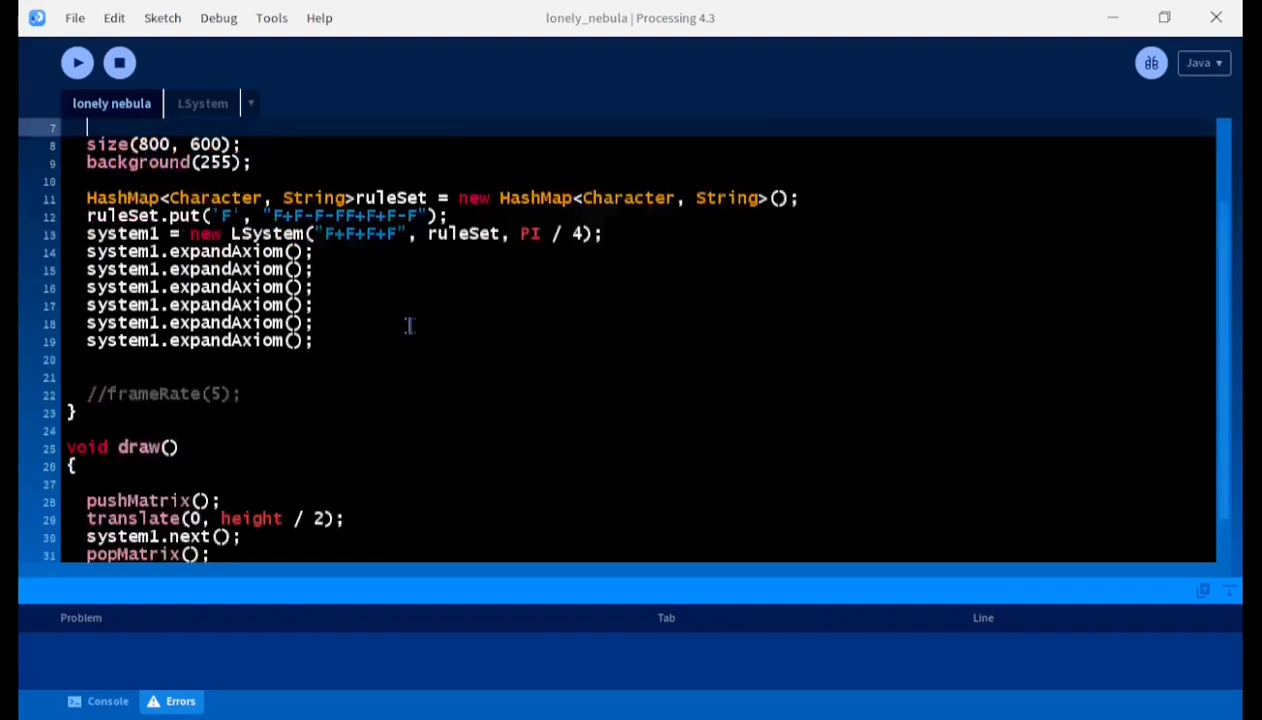 File Edit Sketch Debug Tools Help lonely_nebula | Processing 4.3
Java ▾
lonely nebula LSystem ▾
7
8 size(800, 600);
9 background(255);
10
11 HashMap<Character, String>ruleSet = new HashMap<Character, String>();
12 ruleSet.put('F', "F+F-F-FF+F+F-F");
13 system1 = new LSystem("F+F+F+F", ruleSet, PI / 4);
14 system1.expandAxiom();
15 system1.expandAxiom();
16 system1.expandAxiom();
17 system1.expandAxiom();
18 system1.expandAxiom();
19 system1.expandAxiom();
20
21
22 //frameRate(5);
23 }
24
25 void draw()
26 {
27
28 pushMatrix();
29 translate(0, height / 2);
30 system1.next();
31 popMatrix();
Problem Tab Line
Console Errors